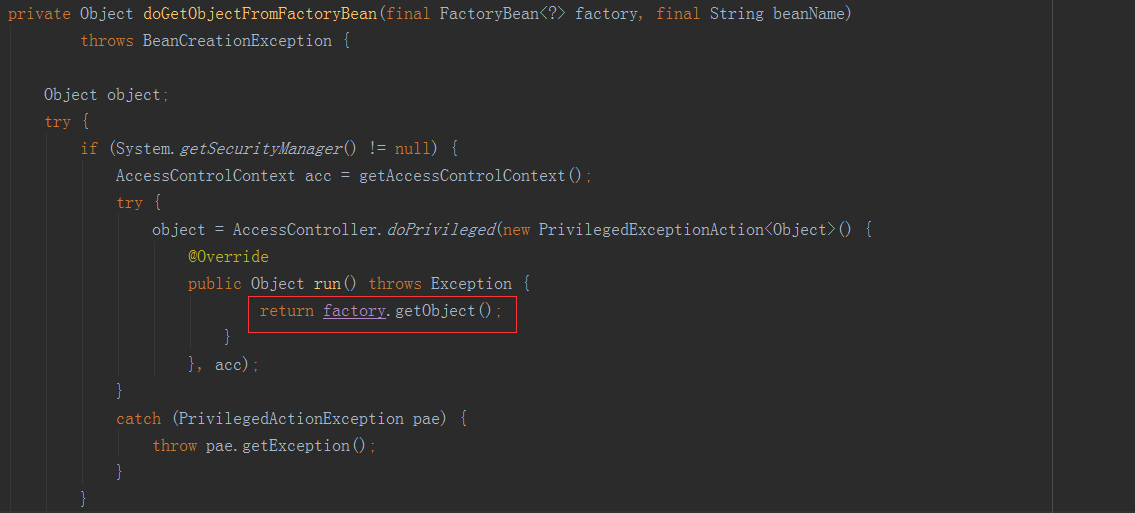 private Object doGetObjectFromFactoryBean(final FactoryBean<?> factory, final String beanName)
throws BeanCreationException {
Object object;
try {
if (System.getSecurityManager() != null) {
AccessControlContext acc = getAccessControlContext();
try {
object = AccessController.doPrivileged(new PrivilegedExceptionAction<Object>() {
@Override
public Object run() throws Exception {
return factory.getObject();
}
}, acc);
}
catch (PrivilegedActionException pae) {
throw pae.getException();
}
}